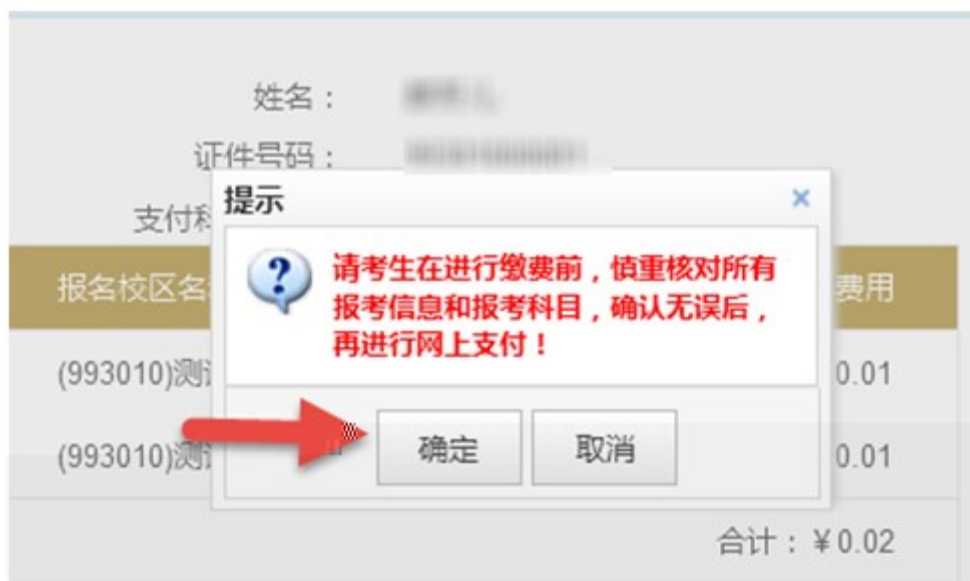 姓名：
证件号码：
支付科
提示
×
报名校区名
费用
请考生在进行缴费前，慎重核对所有
报考信息和报考科目，确认无误后，
再进行网上支付！
(993010)测试
0.01
确定
取消
(993010)测试
0.01
合计：￥0.02